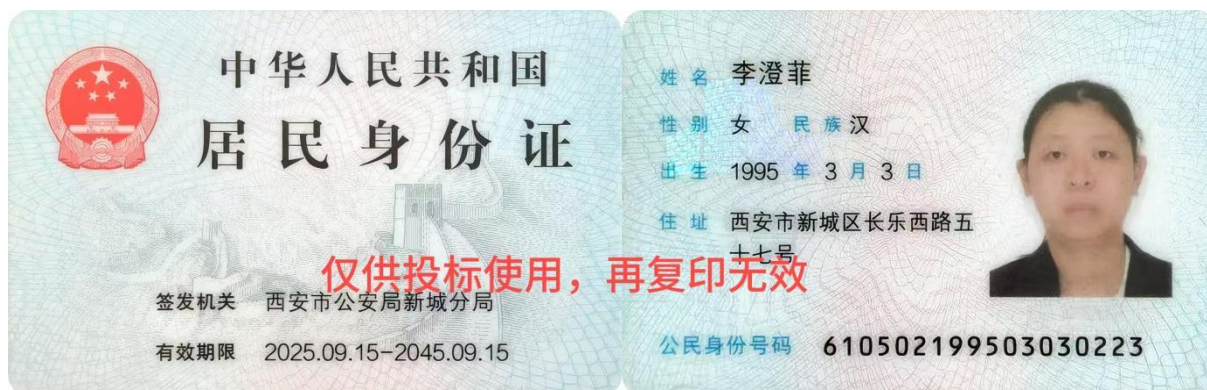 中华人民共和国
居民身份证
签发机关 西安市公安局新城分局
有效期限 2025.09.15-2045.09.15
姓名 李澄菲
性别 女 民族 汉
出生 1995 年 3 月 3 日
住址 西安市新城区长乐西路五
十七号
公民身份号码 610502199503030223
仅供投标使用，再复印无效